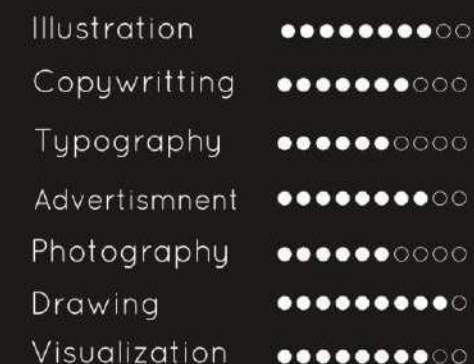 Illustration
Copywritting
Typography
Advertismnent
Photography
Drawing
Visualization